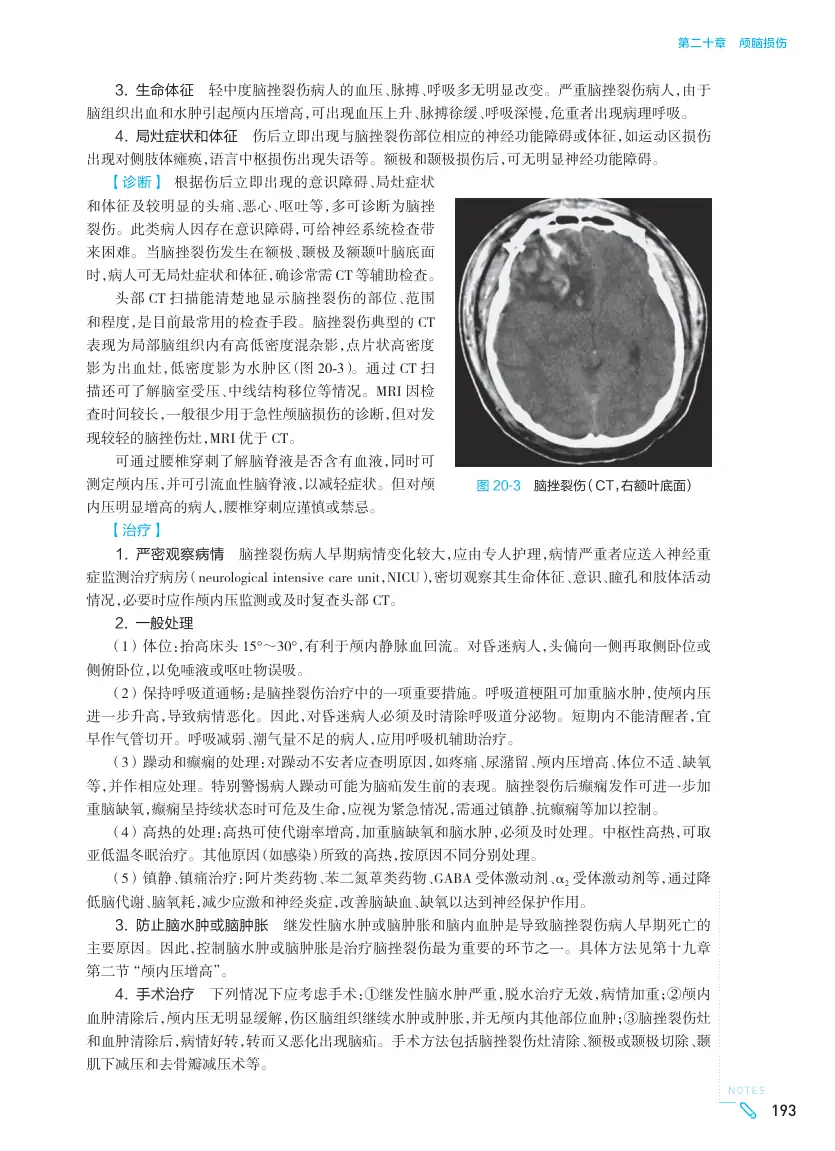 第二十章 颅脑损伤
3. 生命体征 轻中度脑挫裂伤病人的血压、脉搏、呼吸多无明显改变。严重脑挫裂伤病人,由于
脑组织出血和水肿引起颅内压增高,可出现血压上升、脉搏徐缓、呼吸深慢,危重者出现病理呼吸。
4. 局灶症状和体征 伤后立即出现与脑挫裂伤部位相应的神经功能障碍或体征,如运动区损伤
出现对侧肢体瘫痪,语言中枢损伤出现失语等。额极和颞极损伤后,可无明显神经功能障碍。
【诊断】 根据伤后立即出现的意识障碍、局灶症状
和体征及较明显的头痛、恶心、呕吐等,多可诊断为脑挫
裂伤。此类病人因存在意识障碍,可给神经系统检查带
来困难。当脑挫裂伤发生在额极、颞极及额颞叶脑底面
时,病人可无局灶症状和体征,确诊常需 CT 等辅助检查。
头部 CT 扫描能清楚地显示脑挫裂伤的部位、范围
和程度,是目前最常用的检查手段。脑挫裂伤典型的 CT
表现为局部脑组织内有高低密度混杂影,点片状高密度
影为出血灶,低密度影为水肿区(图 20-3)。通过 CT 扫
描还可了解脑室受压、中线结构移位等情况。MRI 因检
查时间较长,一般很少用于急性颅脑损伤的诊断,但对发
现较轻的脑挫伤灶,MRI 优于 CT。
可通过腰椎穿刺了解脑脊液是否含有血液,同时可
测定颅内压,并可引流血性脑脊液,以减轻症状。但对颅
内压明显增高的病人,腰椎穿刺应谨慎或禁忌。
图 20-3 脑挫裂伤(CT,右额叶底面)
【治疗】
1. 严密观察病情 脑挫裂伤病人早期病情变化较大,应由专人护理,病情严重者应送入神经重
症监测治疗病房(neurological intensive care unit,NICU),密切观察其生命体征、意识、瞳孔和肢体活动
情况,必要时应作颅内压监测或及时复查头部 CT。
2. 一般处理
(1)体位:抬高床头 15°~30°,有利于颅内静脉血回流。对昏迷病人,头偏向一侧再取侧卧位或
侧俯卧位,以免唾液或呕吐物误吸。
(2)保持呼吸道通畅:是脑挫裂伤治疗中的一项重要措施。呼吸道梗阻可加重脑水肿,使颅内压
进一步升高,导致病情恶化。因此,对昏迷病人必须及时清除呼吸道分泌物。短期内不能清醒者,宜
早作气管切开。呼吸减弱、潮气量不足的病人,应用呼吸机辅助治疗。
(3)躁动和癫痫的处理:对躁动不安者应查明原因,如疼痛、尿潴留、颅内压增高、体位不适、缺氧
等,并作相应处理。特别警惕病人躁动可能为脑疝发生前的表现。脑挫裂伤后癫痫发作可进一步加
重脑缺氧,癫痫呈持续状态时可危及生命,应视为紧急情况,需通过镇静、抗癫痫等加以控制。
(4)高热的处理:高热可使代谢率增高,加重脑缺氧和脑水肿,必须及时处理。中枢性高热,可取
亚低温冬眠治疗。其他原因(如感染)所致的高热,按原因不同分别处理。
(5)镇静、镇痛治疗:阿片类药物、苯二氮䓬类药物、GABA 受体激动剂、α₂ 受体激动剂等,通过降
低脑代谢、脑氧耗,减少应激和神经炎症,改善脑缺血、缺氧以达到神经保护作用。
3. 防止脑水肿或脑肿胀 继发性脑水肿或脑肿胀和脑内血肿是导致脑挫裂伤病人早期死亡的
主要原因。因此,控制脑水肿或脑肿胀是治疗脑挫裂伤最为重要的环节之一。具体方法见第十九章
第二节“颅内压增高”。
4. 手术治疗 下列情况下应考虑手术:①继发性脑水肿严重,脱水治疗无效,病情加重;②颅内
血肿清除后,颅内压无明显缓解,伤区脑组织继续水肿或肿胀,并无颅内其他部位血肿;③脑挫裂伤灶
和血肿清除后,病情好转,转而又恶化出现脑疝。手术方法包括脑挫裂伤灶清除、额极或颞极切除、颞
肌下减压和去骨瓣减压术等。
NOTES
193